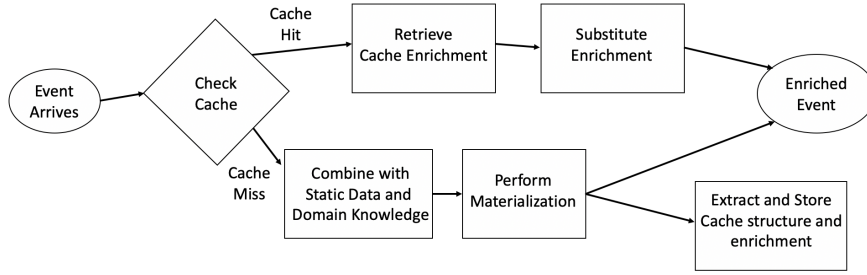 Event
Arrives
Check
Cache
Cache
Hit
Retrieve
Cache Enrichment
Substitute
Enrichment
Enriched
Event
Cache
Miss
Combine with
Static Data and
Domain Knowledge
Perform
Materialization
Extract and Store
Cache structure and
enrichment